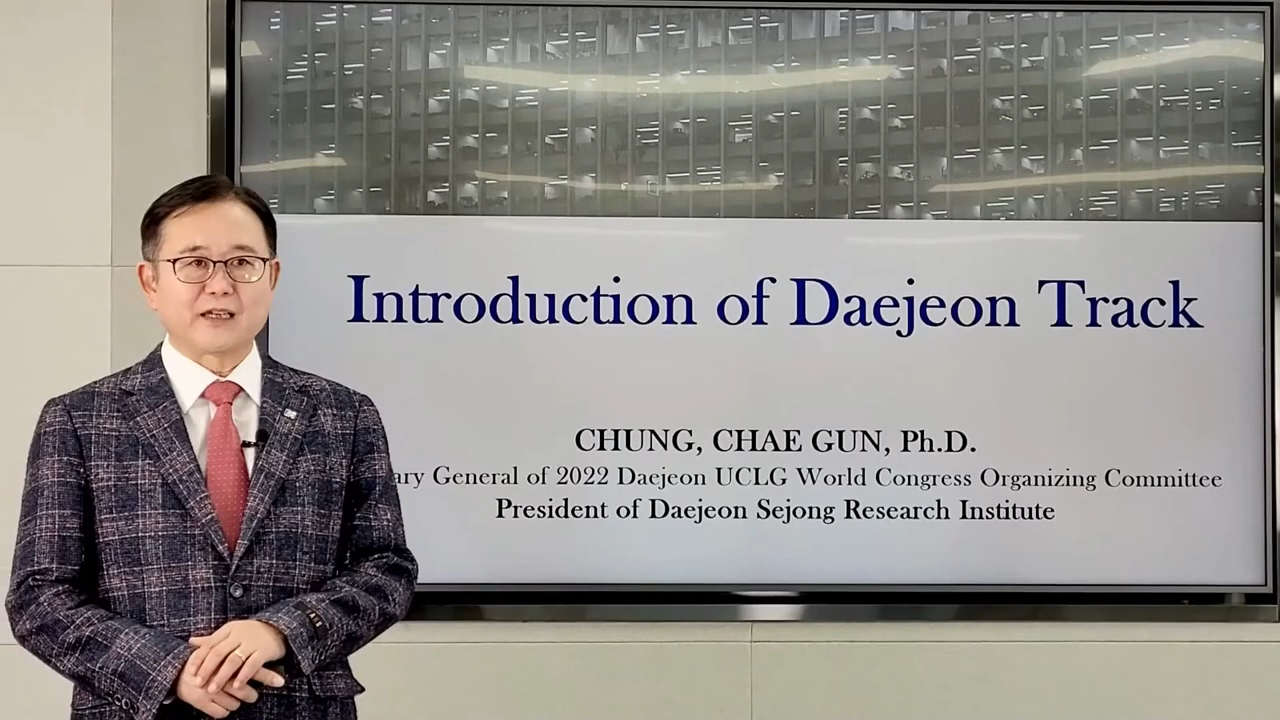 Introduction of Daejeon Track
CHUNG, CHAE GUN, Ph.D.
General of 2022 Daejeon UCLG World Congress Organizing Committee
President of Daejeon Sejong Research Institute